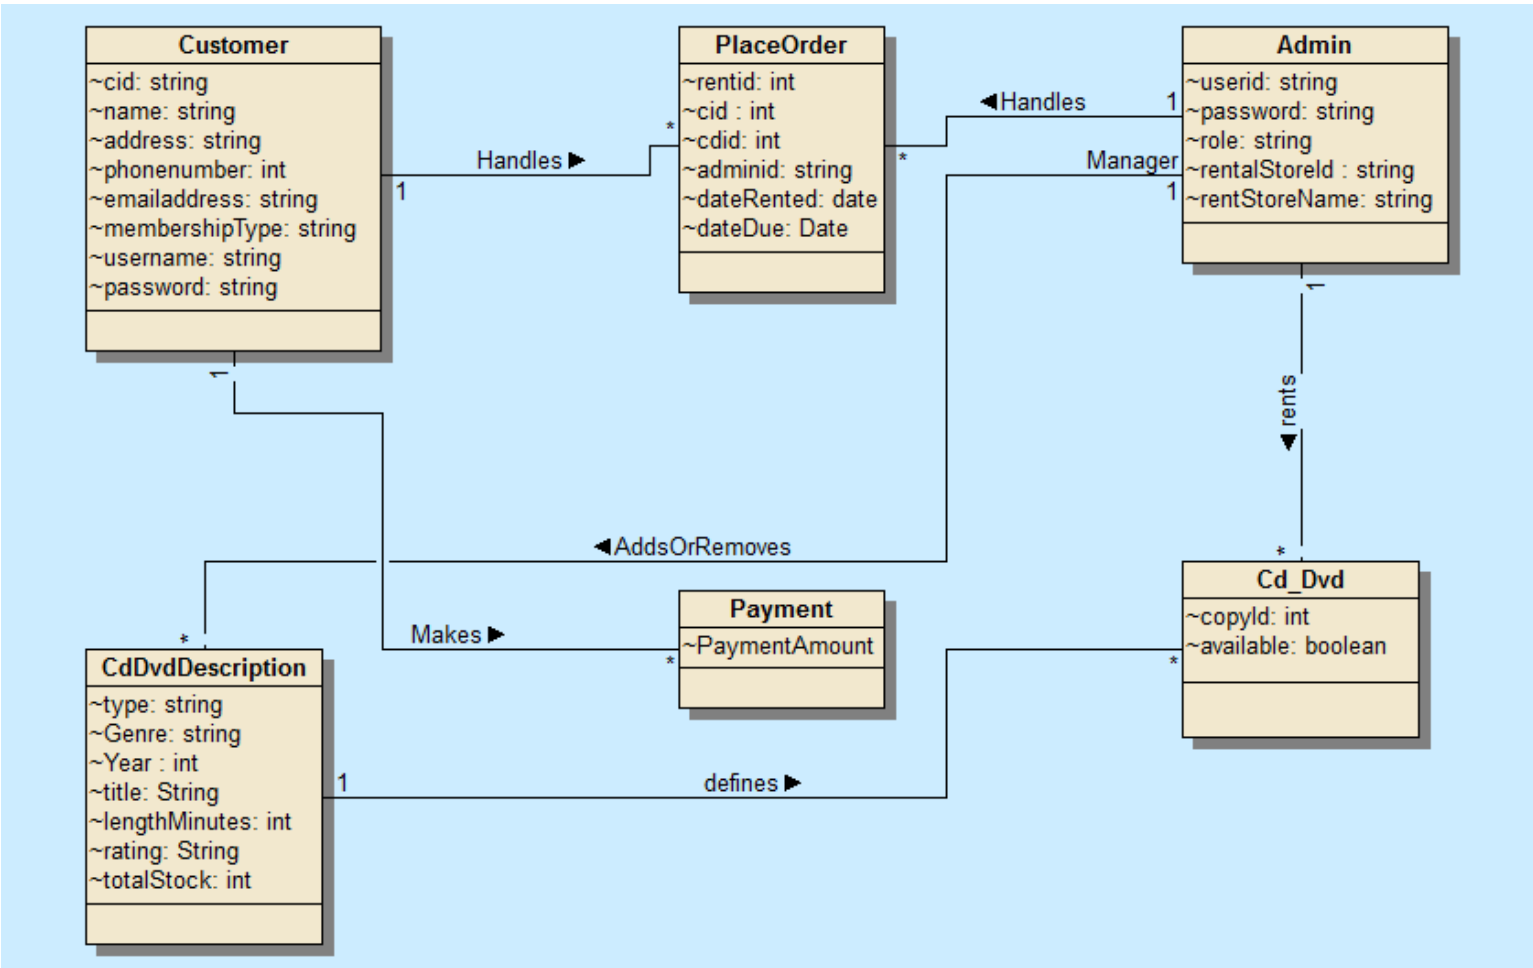 Customer
~cid: string
~name: string
~address: string
~phonenumber: int
~emailaddress: string
~membershipType: string
~username: string
~password: string
1
1
Handles ▶
*
PlaceOrder
~rentid: int
~cid : int
~cdid: int
~adminid: string
~dateRented: date
~dateDue: Date
*
◀Handles
1
Manager
1
Admin
~userid: string
~password: string
~role: string
~rentalStoreId : string
~rentStoreName: string
1
◀ rents
*
◀AddsOrRemoves
*
Makes ▶
*
Payment
~PaymentAmount
Cd_Dvd
~copyId: int
~available: boolean
*
CdDvdDescription
~type: string
~Genre: string
~Year : int
~title: String
~lengthMinutes: int
~rating: String
~totalStock: int
1
defines ▶